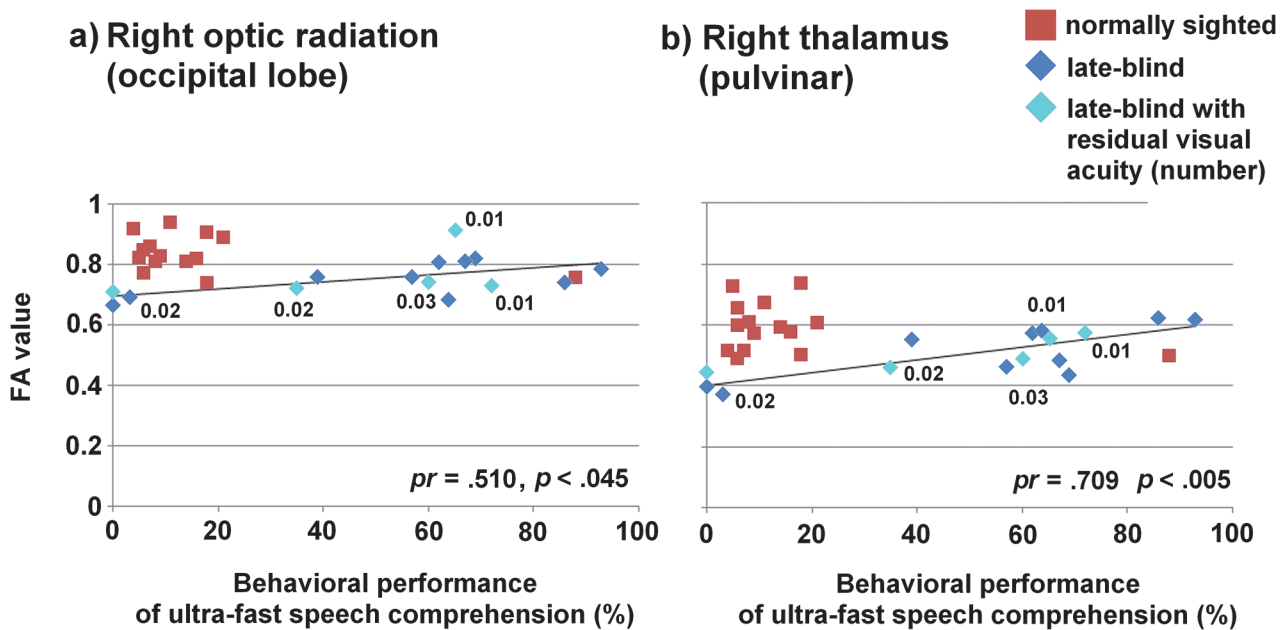 a) Right optic radiation
(occipital lobe)
b) Right thalamus
(pulvinar)
normally sighted
late-blind
late-blind with
residual visual
acuity (number)
FA value
1
0.8
0.6
0.4
0.2
0
0.01
0.02
0.02
0.03
0.01
pr = .510, p < .045
0 20 40 60 80 100
Behavioral performance
of ultra-fast speech comprehension (%)
0.01
0.01
0.02
0.02
0.03
pr = .709 p < .005
0 20 40 60 80 100
Behavioral performance
of ultra-fast speech comprehension (%)